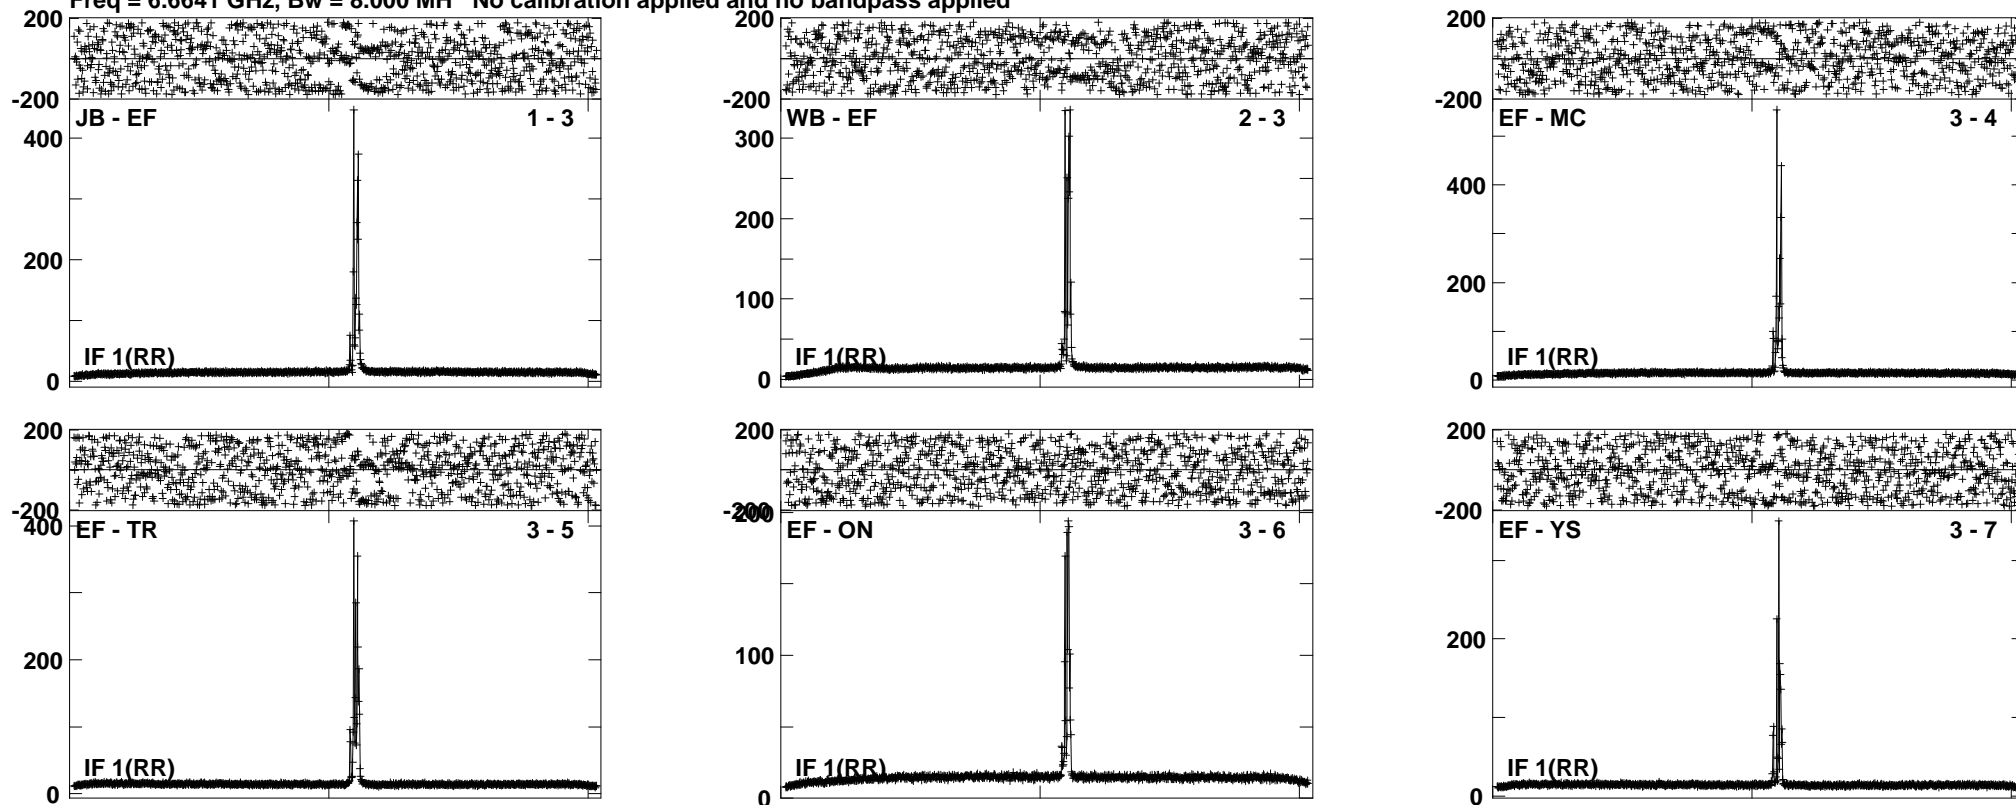 Freq = 6.6641 GHz, Bw = 8.000 MH No calibration applied and no bandpass applied
200
-200
JB - EF 1 - 3
400
200
IF 1(RR)
0
200
-200
WB - EF 2 - 3
300
200
100
IF 1(RR)
0
200
-200
EF - MC 3 - 4
400
200
IF 1(RR)
0
200
-200
400
EF - TR 3 - 5
200
IF 1(RR)
0
200
-200
200
EF - ON 3 - 6
100
IF 1(RR)
0
200
-200
EF - YS 3 - 7
200
IF 1(RR)
0